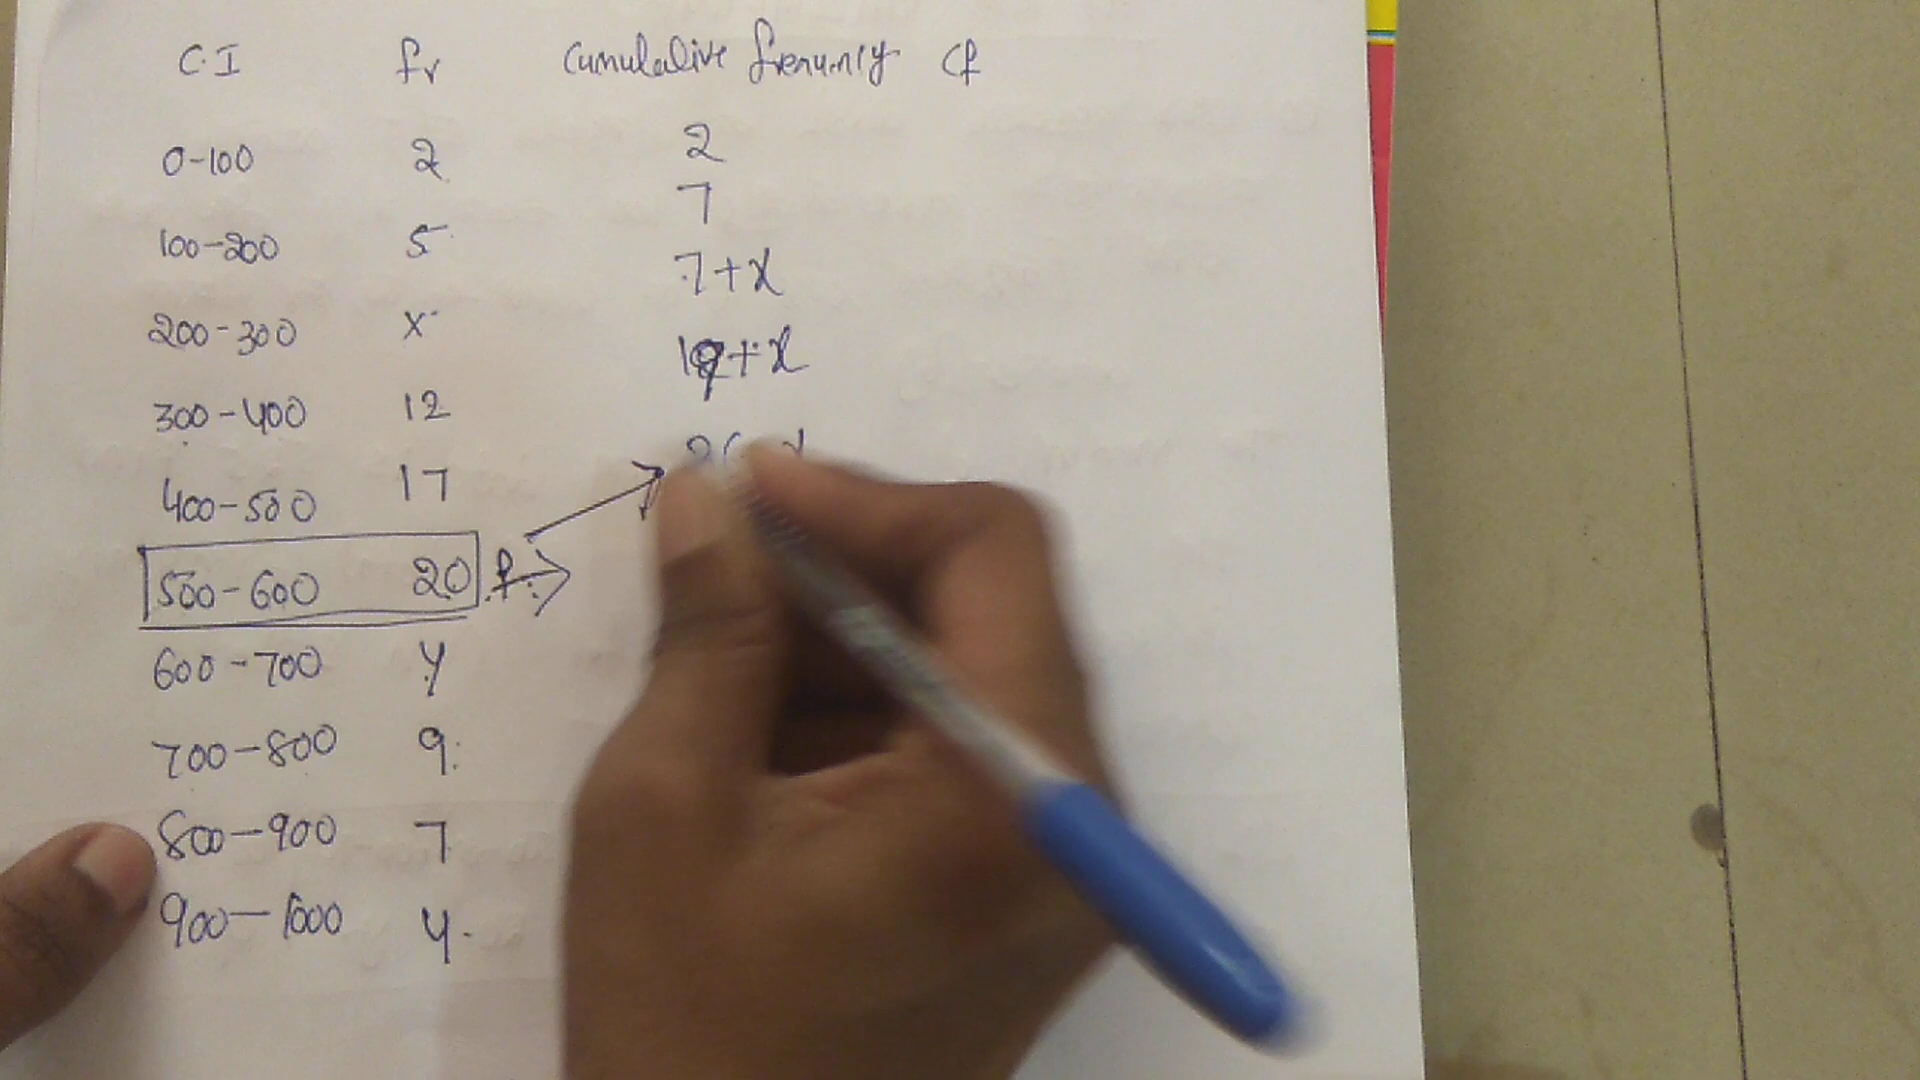 C.I fr Cumulative frequency Cf
0-100 2 2
100-200 5 7
200-300 x 7+x
300-400 12 19+x
400-500 17
500-600 20 f
600-700 y
700-800 9
800-900 7
900-1000 4